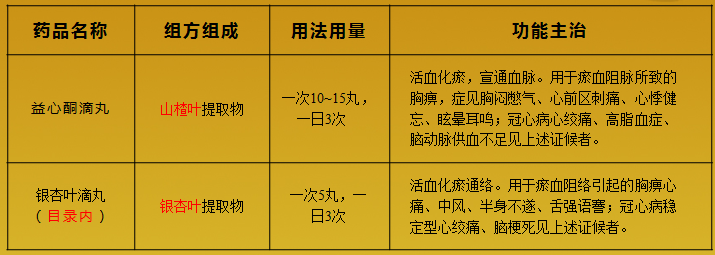 药品名称
组方组成
用法用量
功能主治
益心酮滴丸
山楂叶提取物
一次10~15丸，
一日3次
活血化瘀，宣通血脉。用于瘀血阻脉所致的
胸痹，症见胸闷憋气、心前区刺痛、心悸健
忘、眩晕耳鸣；冠心病心绞痛、高脂血症、
脑动脉供血不足见上述证候者。
银杏叶滴丸
（目录内）
银杏叶提取物
一次5丸，一
日3次
活血化瘀通络。用于瘀血阻络引起的胸痹心
痛、中风、半身不遂、舌强语謇；冠心病稳
定型心绞痛、脑梗死见上述证候者。